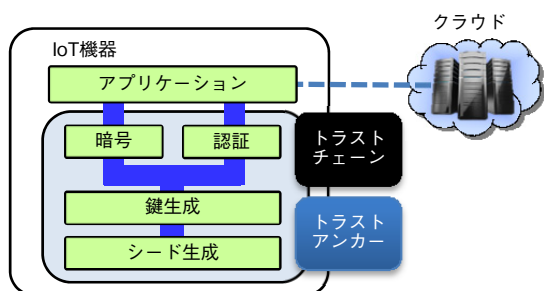 クラウド
IoT機器
アプリケーション
暗号
認証
トラスト
チェーン
鍵生成
トラスト
アンカー
シード生成